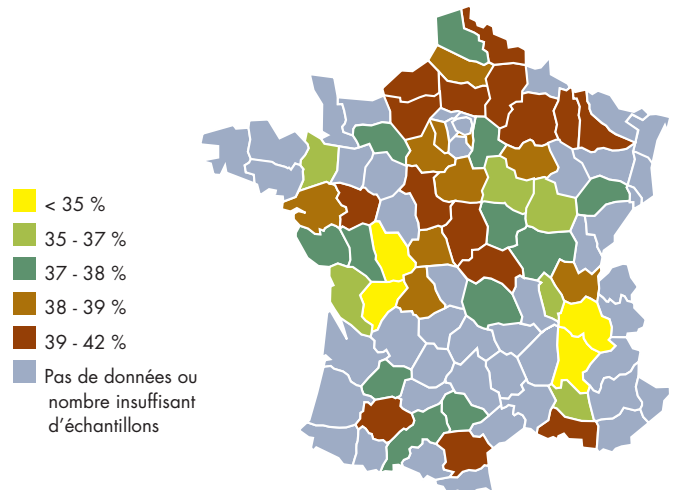 < 35 %
35 - 37 %
37 - 38 %
38 - 39 %
39 - 42 %
Pas de données ou
nombre insuffisant
d'échantillons